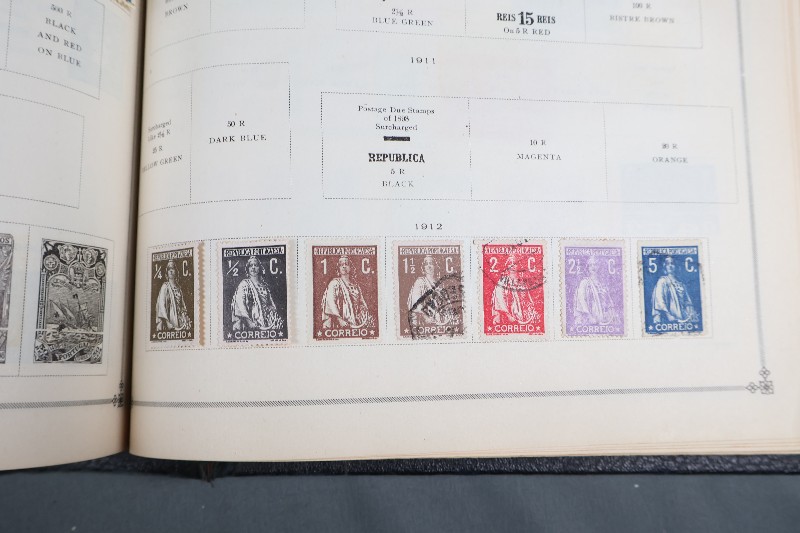 500 R
BLACK
AND RED
ON BLUE
BROWN
2½ R
BLUE GREEN
REIS 15 REIS
On 5 R RED
100 R
BISTRE BROWN
1911
Surcharged
25 R
YELLOW GREEN
50 R
DARK BLUE
Postage Due Stamps
of 1898
Surcharged
REPUBLICA
5 R
BLACK
10 R
MAGENTA
20 R
ORANGE
1912
¼ C.
CORREIO
½ C.
CORREIO
1 C.
CORREIO
1½ C.
CORREIO
2 C.
CORREIO
2½ C.
CORREIO
5 C.
CORREIO